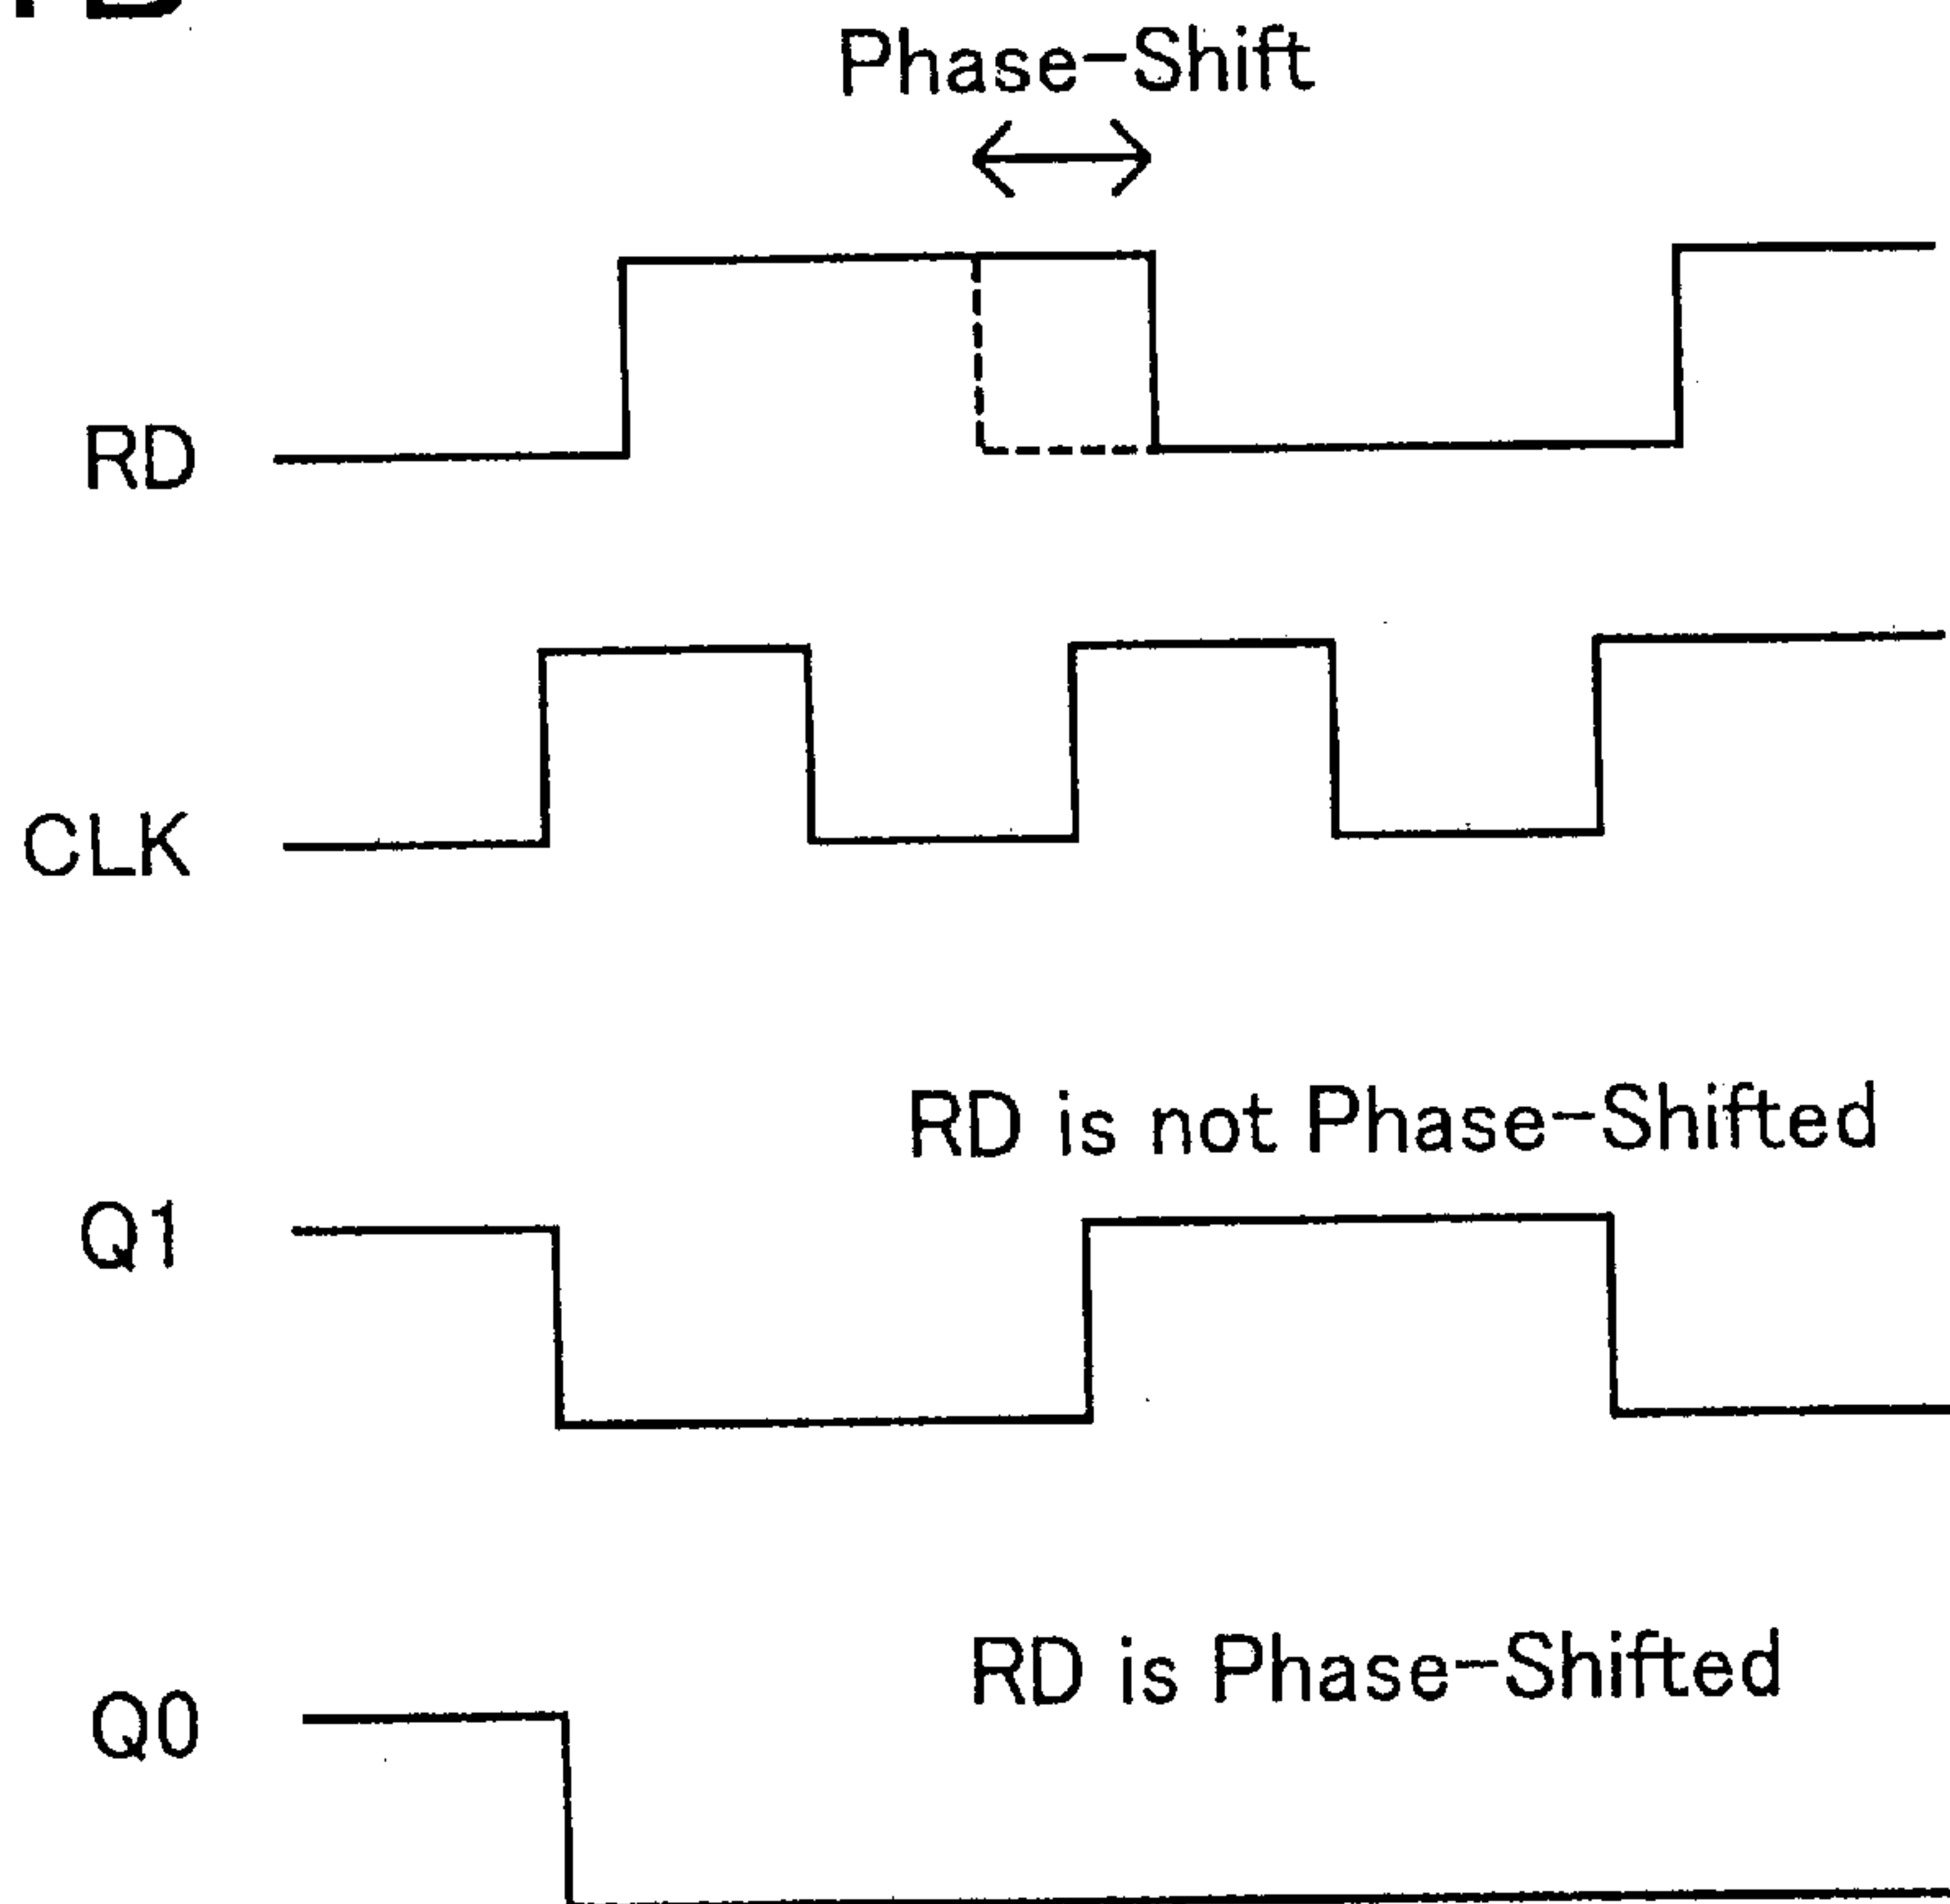 Phase-Shift
RD
CLK
RD is not Phase-Shifted
Q1
RD is Phase-Shifted
Q0